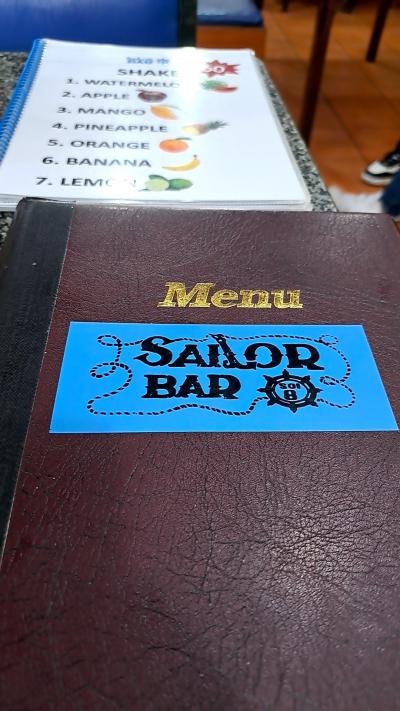 SHAKE
1. WATERMELO
2. APPLE
3. MANGO
4. PINEAPPLE
5. ORANGE
6. BANANA
7. LEMON
Menu
SAILOR
BAR
SOI
8